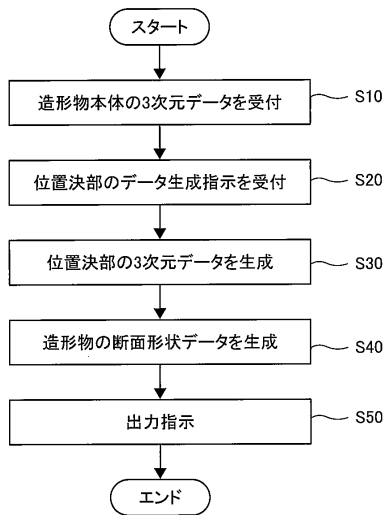 スタート
造形物本体の3次元データを受付
S10
位置決部のデータ生成指示を受付
S20
位置決部の3次元データを生成
S30
造形物の断面形状データを生成
S40
出力指示
S50
エンド